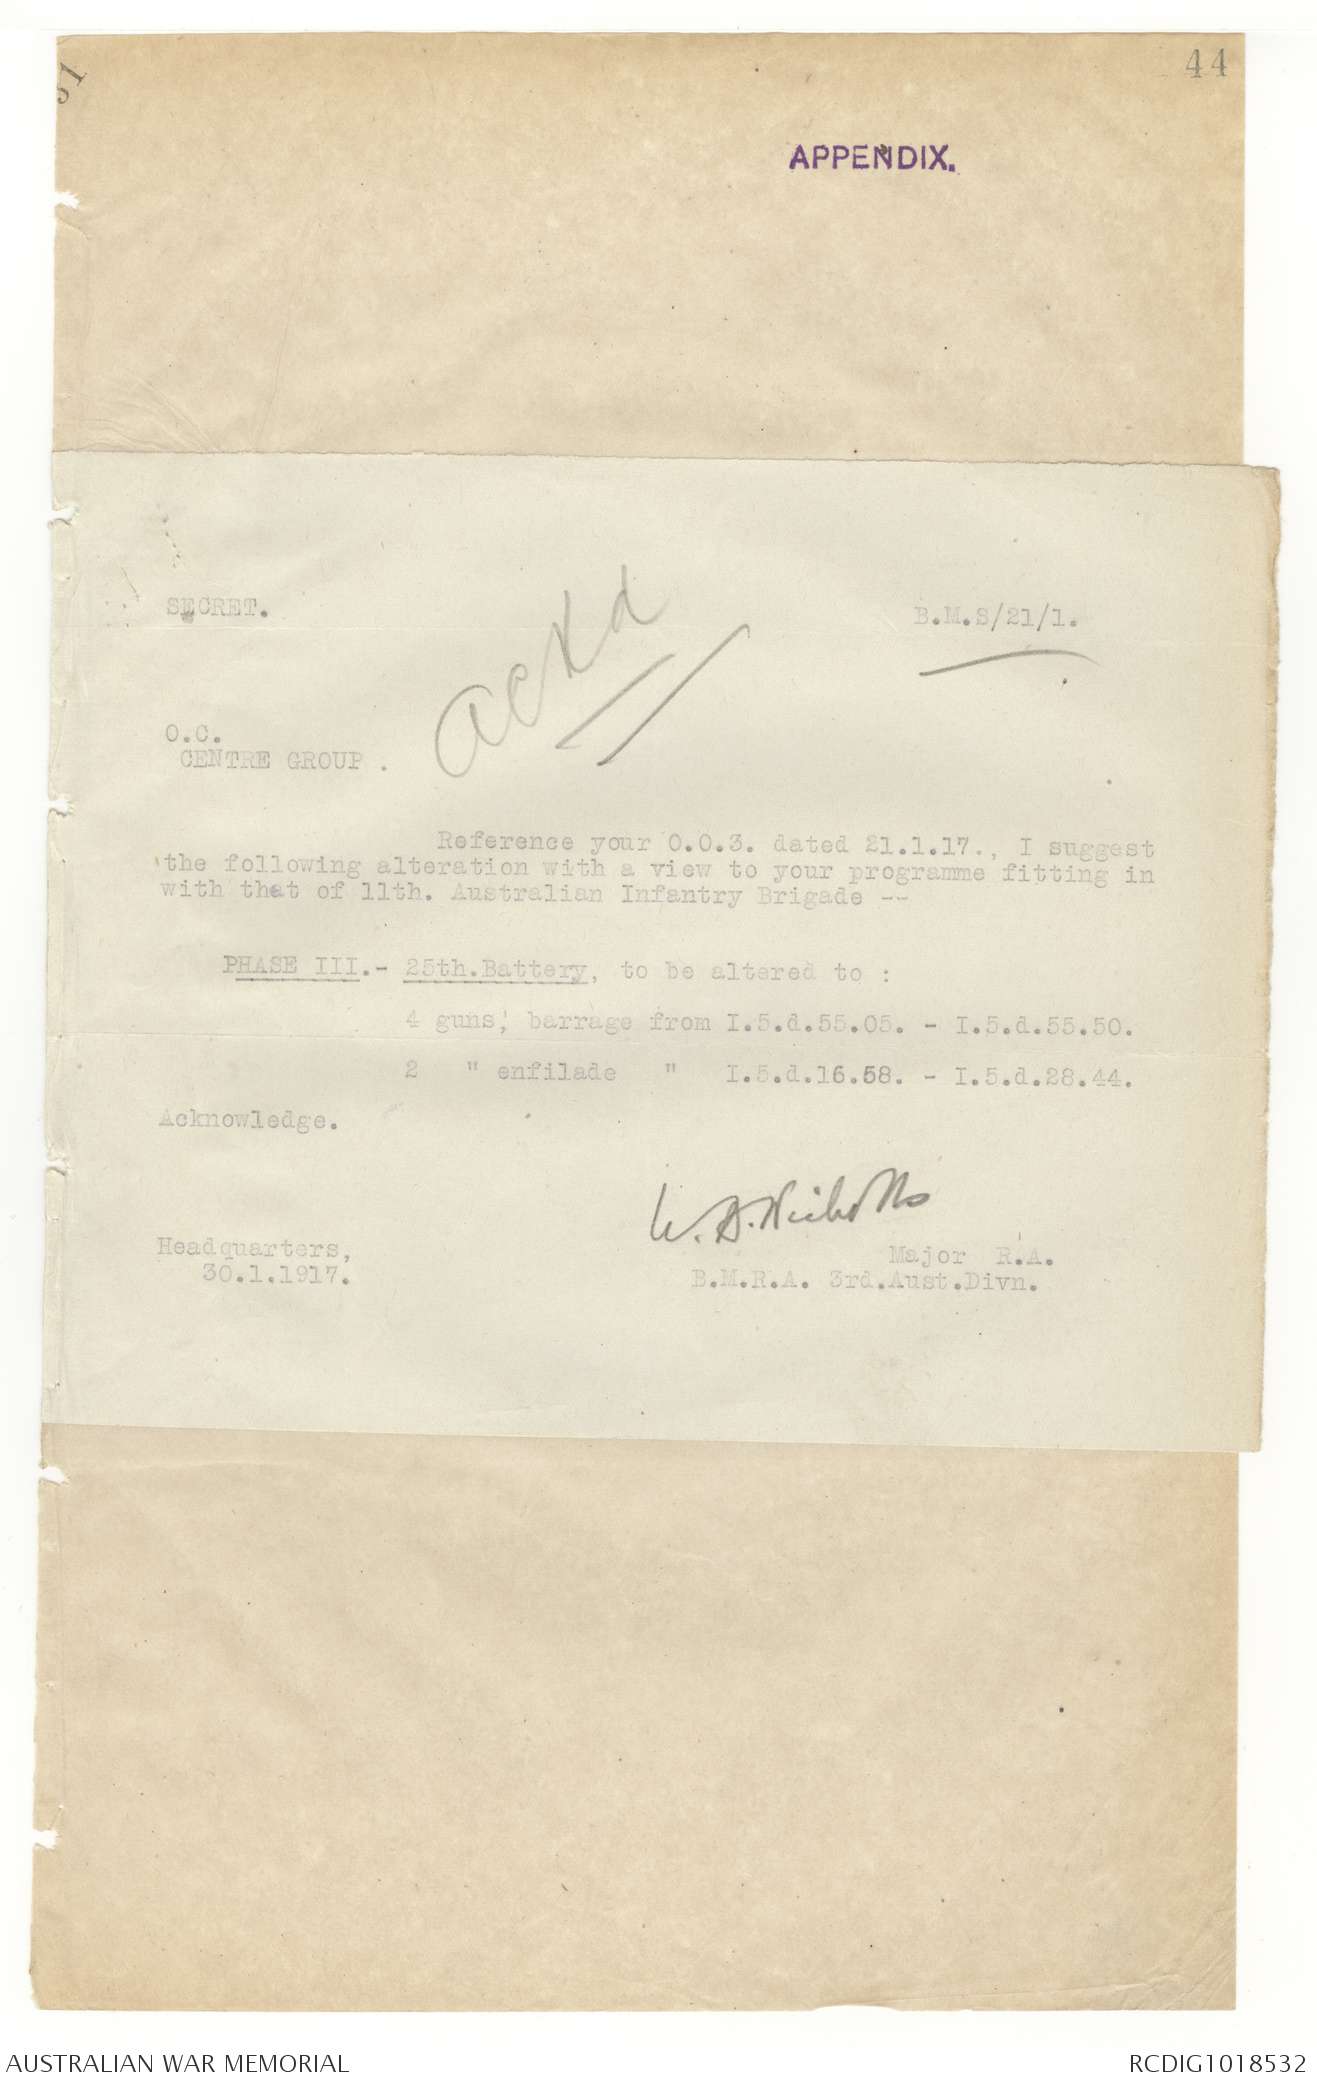 44
APPENDIX.
SECRET.
B.M.S/21/1.
Ackd
O.C.
CENTRE GROUP .
Reference your O.O.3. dated 21.1.17., I suggest
the following alteration with a view to your programme fitting in
with that of 11th. Australian Infantry Brigade --
PHASE III.- 25th.Battery, to be altered to :
4 guns, barrage from I.5.d.55.05. - I.5.d.55.50.
2 " enfilade " I.5.d.16.58. - I.5.d.28.44.
Acknowledge.
W. B. Nicholls
Headquarters,
30.1.1917.
Major R.A.
B.M.R.A. 3rd.Aust.Divn.
AUSTRALIAN WAR MEMORIAL
RCDIG1018532